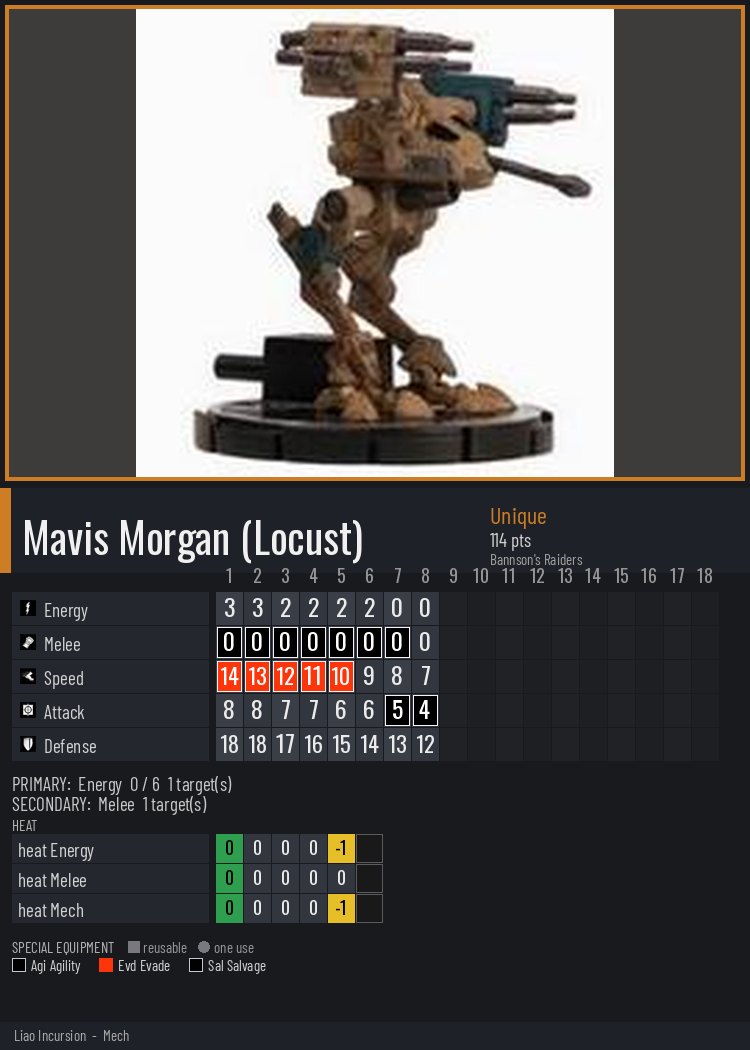 Mavis Morgan (Locust)
Unique
114 pts
Bannson's Raiders
1 2 3 4 5 6 7 8 9 10 11 12 13 14 15 16 17 18
Energy 3 3 2 2 2 2 0 0
Melee 0 0 0 0 0 0 0 0
Speed 14 13 12 11 10 9 8 7
Attack 8 8 7 7 6 6 5 4
Defense 18 18 17 16 15 14 13 12
PRIMARY: Energy 0 / 6 1 target(s)
SECONDARY: Melee 1 target(s)
HEAT
heat Energy 0 0 0 0 -1
heat Melee 0 0 0 0 0
heat Mech 0 0 0 0 -1
SPECIAL EQUIPMENT reusable one use
Agi Agility Evd Evade Sal Salvage
Liao Incursion - Mech